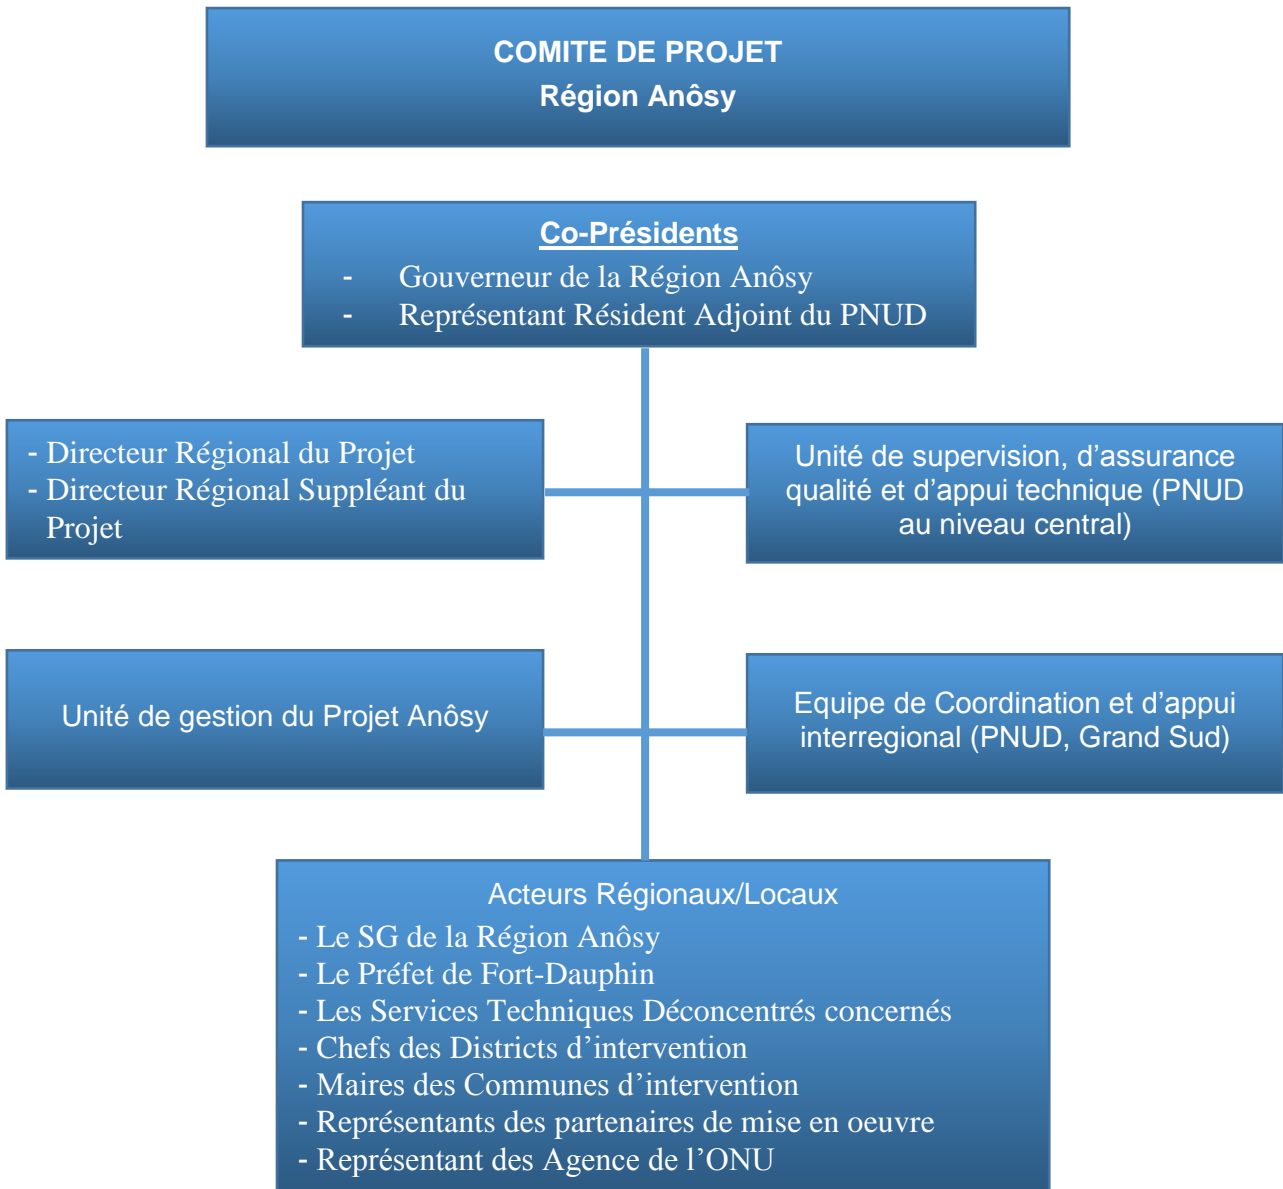 COMITE DE PROJET
Région Anôsy
Co-Présidents
- Gouverneur de la Région Anôsy
- Représentant Résident Adjoint du PNUD
- Directeur Régional du Projet
- Directeur Régional Suppléant du
Projet
Unité de supervision, d’assurance
qualité et d’appui technique (PNUD
au niveau central)
Unité de gestion du Projet Anôsy
Equipe de Coordination et d’appui
interregional (PNUD, Grand Sud)
Acteurs Régionaux/Locaux
- Le SG de la Région Anôsy
- Le Préfet de Fort-Dauphin
- Les Services Techniques Déconcentrés concernés
- Chefs des Districts d’intervention
- Maires des Communes d’intervention
- Représentants des partenaires de mise en oeuvre
- Représentant des Agence de l’ONU